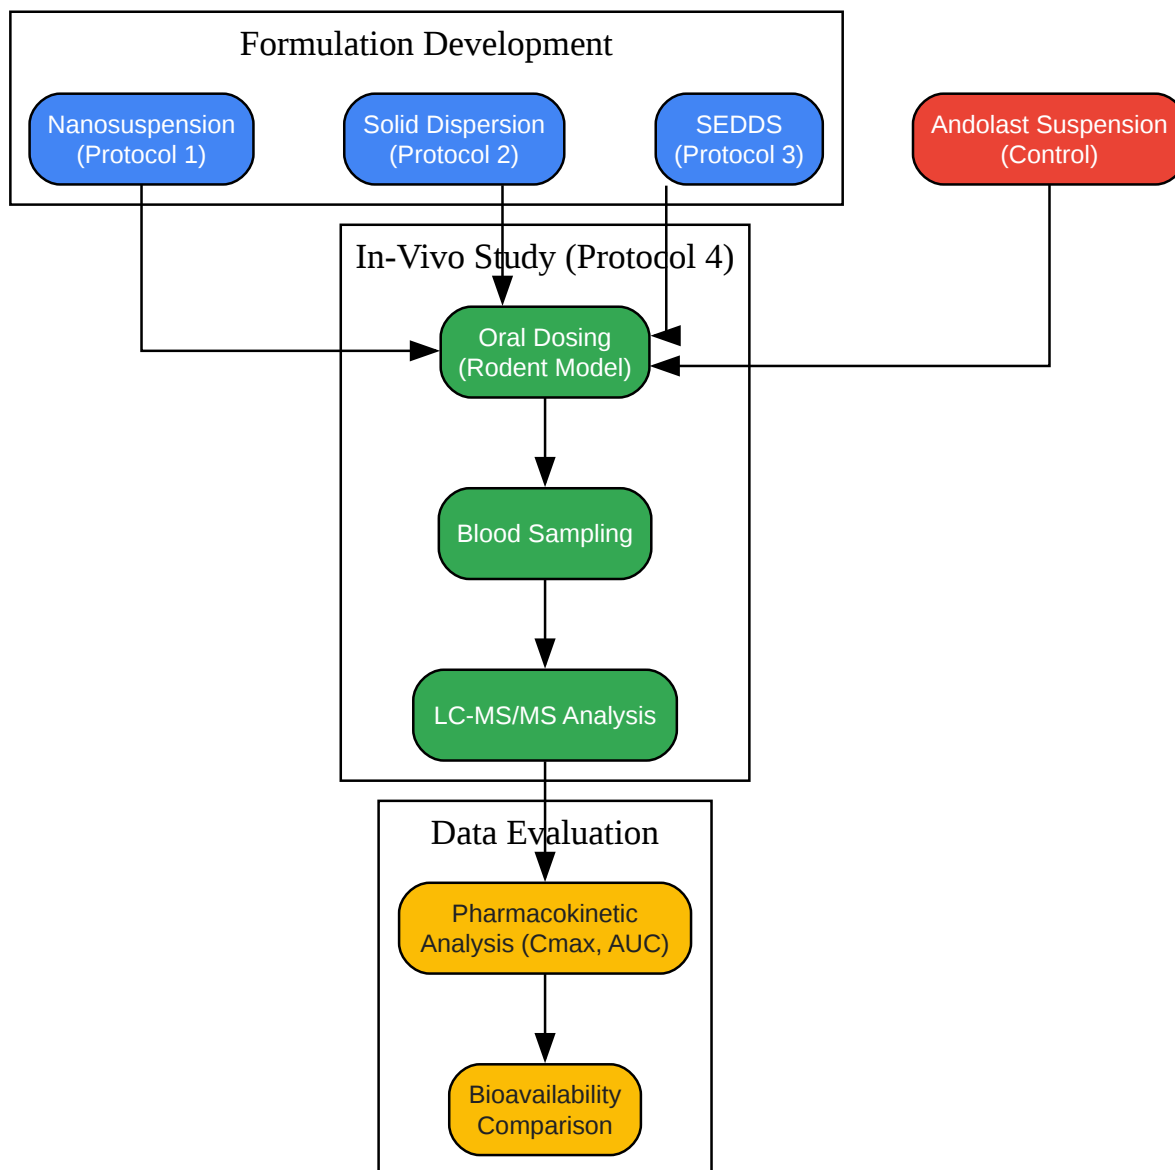 Formulation Development
Nanosuspension
(Protocol 1)
Solid Dispersion
(Protocol 2)
SEDDS
(Protocol 3)
Andolast Suspension
(Control)
In-Vivo Study (Protocol 4)
Oral Dosing
(Rodent Model)
Blood Sampling
LC-MS/MS Analysis
Data Evaluation
Pharmacokinetic
Analysis (Cmax, AUC)
Bioavailability
Comparison